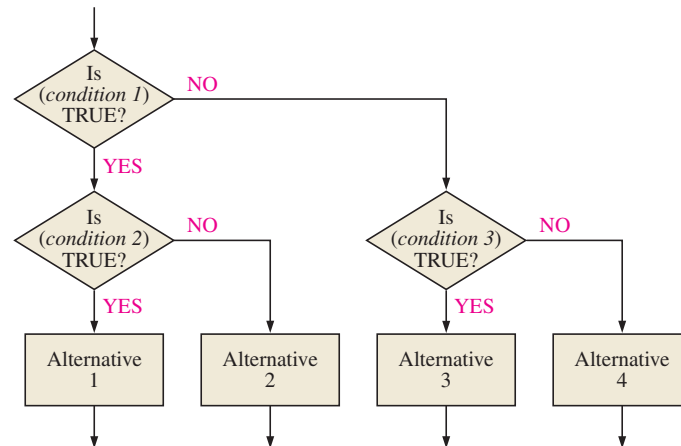 Is
(condition 1)
TRUE?
NO
YES
Is
(condition 2)
TRUE?
NO
YES
Is
(condition 3)
TRUE?
NO
YES
Alternative
1
Alternative
2
Alternative
3
Alternative
4